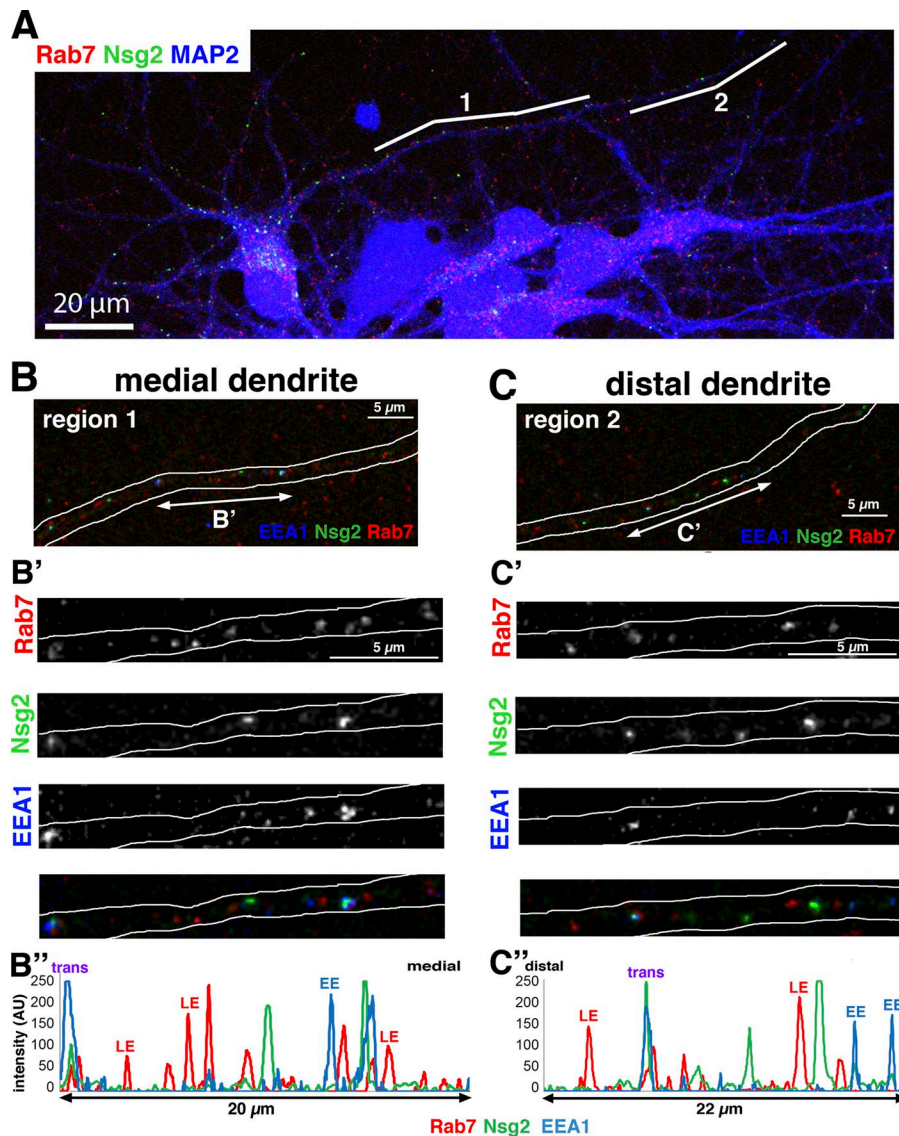 A
Rab7 Nsg2 MAP2
1
2
20 µm
B medial dendrite
region 1
5 µm
B'
EEA1 Nsg2 Rab7
C distal dendrite
region 2
5 µm
C'
EEA1 Nsg2 Rab7
B'
Rab7
5 µm
Nsg2
EEA1
C'
Rab7
5 µm
Nsg2
EEA1
B"
trans
medial
EE
LE
LE
LE
intensity (AU)
250
200
150
100
50
0
20 µm
C"
distal
trans
LE
LE
EE
EE
250
200
150
100
50
0
22 µm
Rab7 Nsg2 EEA1